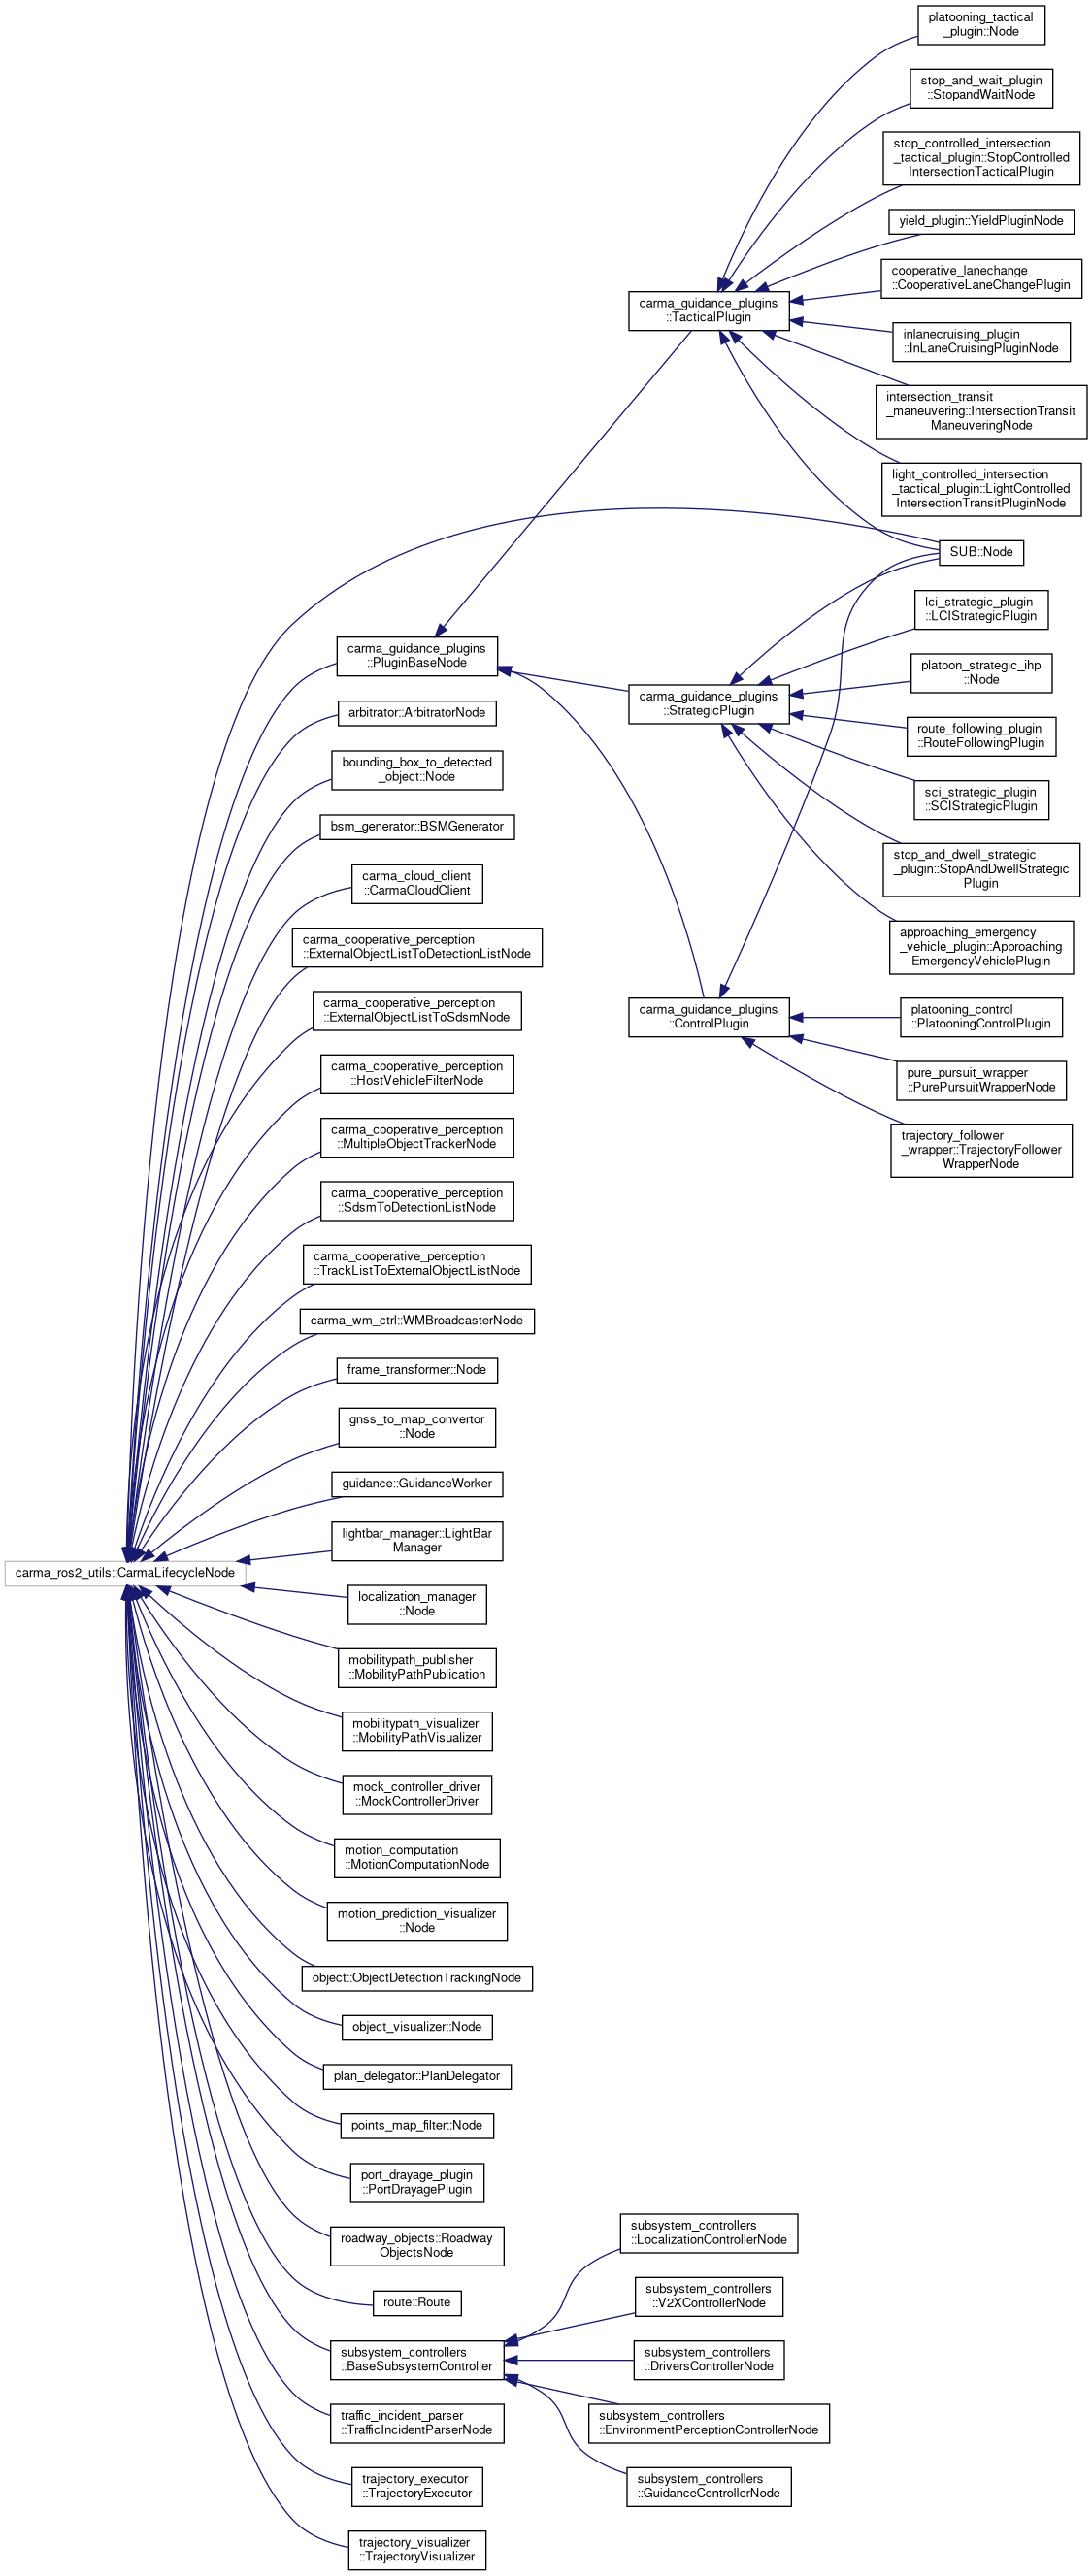 platooning_tactical
_plugin::Node
stop_and_wait_plugin
::StopandWaitNode
stop_controlled_intersection
_tactical_plugin::StopControlled
IntersectionTacticalPlugin
yield_plugin::YieldPluginNode
cooperative_lanechange
::CooperativeLaneChangePlugin
carma_guidance_plugins
::TacticalPlugin
inlanecruising_plugin
::InLaneCruisingPluginNode
intersection_transit
_maneuvering::IntersectionTransit
ManeuveringNode
light_controlled_intersection
_tactical_plugin::LightControlled
IntersectionTransitPluginNode
SUB::Node
lci_strategic_plugin
::LCIStrategicPlugin
carma_guidance_plugins
::PluginBaseNode
platoon_strategic_ihp
::Node
carma_guidance_plugins
::StrategicPlugin
arbitrator::ArbitratorNode
route_following_plugin
::RouteFollowingPlugin
bounding_box_to_detected
_object::Node
sci_strategic_plugin
::SCIStrategicPlugin
bsm_generator::BSMGenerator
stop_and_dwell_strategic
_plugin::StopAndDwellStrategic
Plugin
carma_cloud_client
::CarmaCloudClient
approaching_emergency
_vehicle_plugin::Approaching
EmergencyVehiclePlugin
carma_cooperative_perception
::ExternalObjectListToDetectionListNode
carma_cooperative_perception
::ExternalObjectListToSdsmNode
carma_guidance_plugins
::ControlPlugin
platooning_control
::PlatooningControlPlugin
carma_cooperative_perception
::HostVehicleFilterNode
pure_pursuit_wrapper
::PurePursuitWrapperNode
carma_cooperative_perception
::MultipleObjectTrackerNode
trajectory_follower
_wrapper::TrajectoryFollower
WrapperNode
carma_cooperative_perception
::SdsmToDetectionListNode
carma_cooperative_perception
::TrackListToExternalObjectListNode
carma_wm_ctrl::WMBroadcasterNode
frame_transformer::Node
gnss_to_map_convertor
::Node
guidance::GuidanceWorker
lightbar_manager::LightBar
Manager
carma_ros2_utils::CarmaLifecycleNode
localization_manager
::Node
mobilitypath_publisher
::MobilityPathPublication
mobilitypath_visualizer
::MobilityPathVisualizer
mock_controller_driver
::MockControllerDriver
motion_computation
::MotionComputationNode
motion_prediction_visualizer
::Node
object::ObjectDetectionTrackingNode
object_visualizer::Node
plan_delegator::PlanDelegator
points_map_filter::Node
port_drayage_plugin
::PortDrayagePlugin
roadway_objects::Roadway
ObjectsNode
subsystem_controllers
::LocalizationControllerNode
route::Route
subsystem_controllers
::V2XControllerNode
subsystem_controllers
::BaseSubsystemController
subsystem_controllers
::DriversControllerNode
traffic_incident_parser
::TrafficIncidentParserNode
subsystem_controllers
::EnvironmentPerceptionControllerNode
trajectory_executor
::TrajectoryExecutor
subsystem_controllers
::GuidanceControllerNode
trajectory_visualizer
::TrajectoryVisualizer